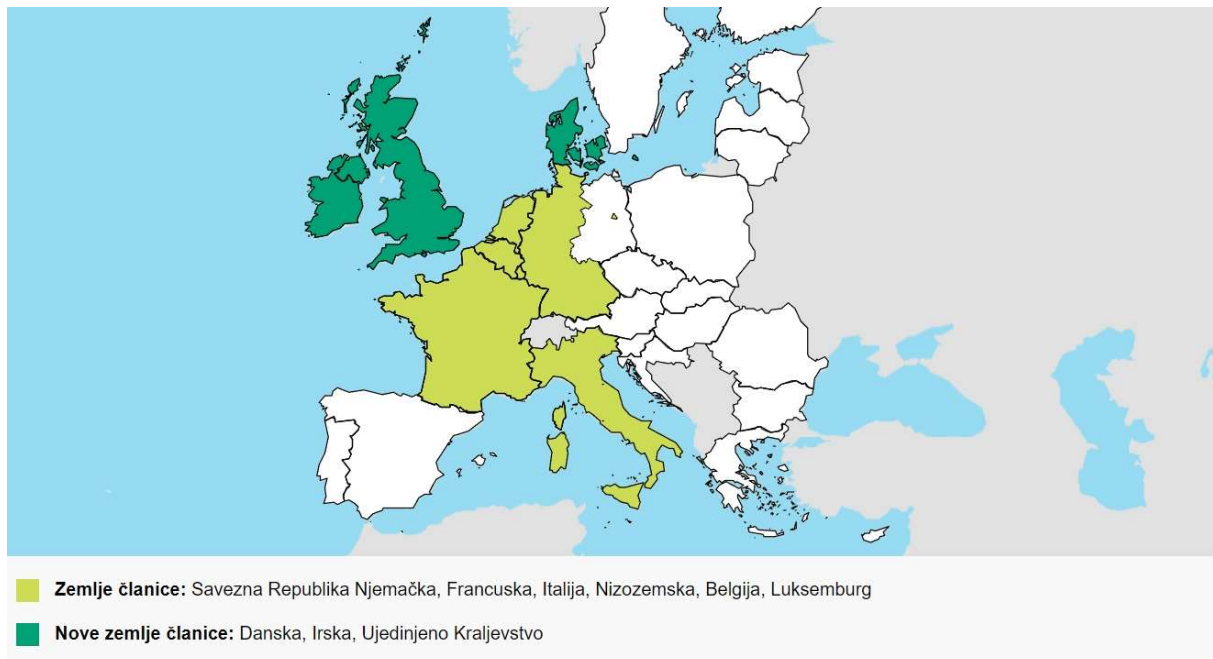 Zemlje članice: Savezna Republika Njemačka, Francuska, Italija, Nizozemska, Belgija, Luksemburg
Nove zemlje članice: Danska, Irska, Ujedinjeno Kraljevstvo